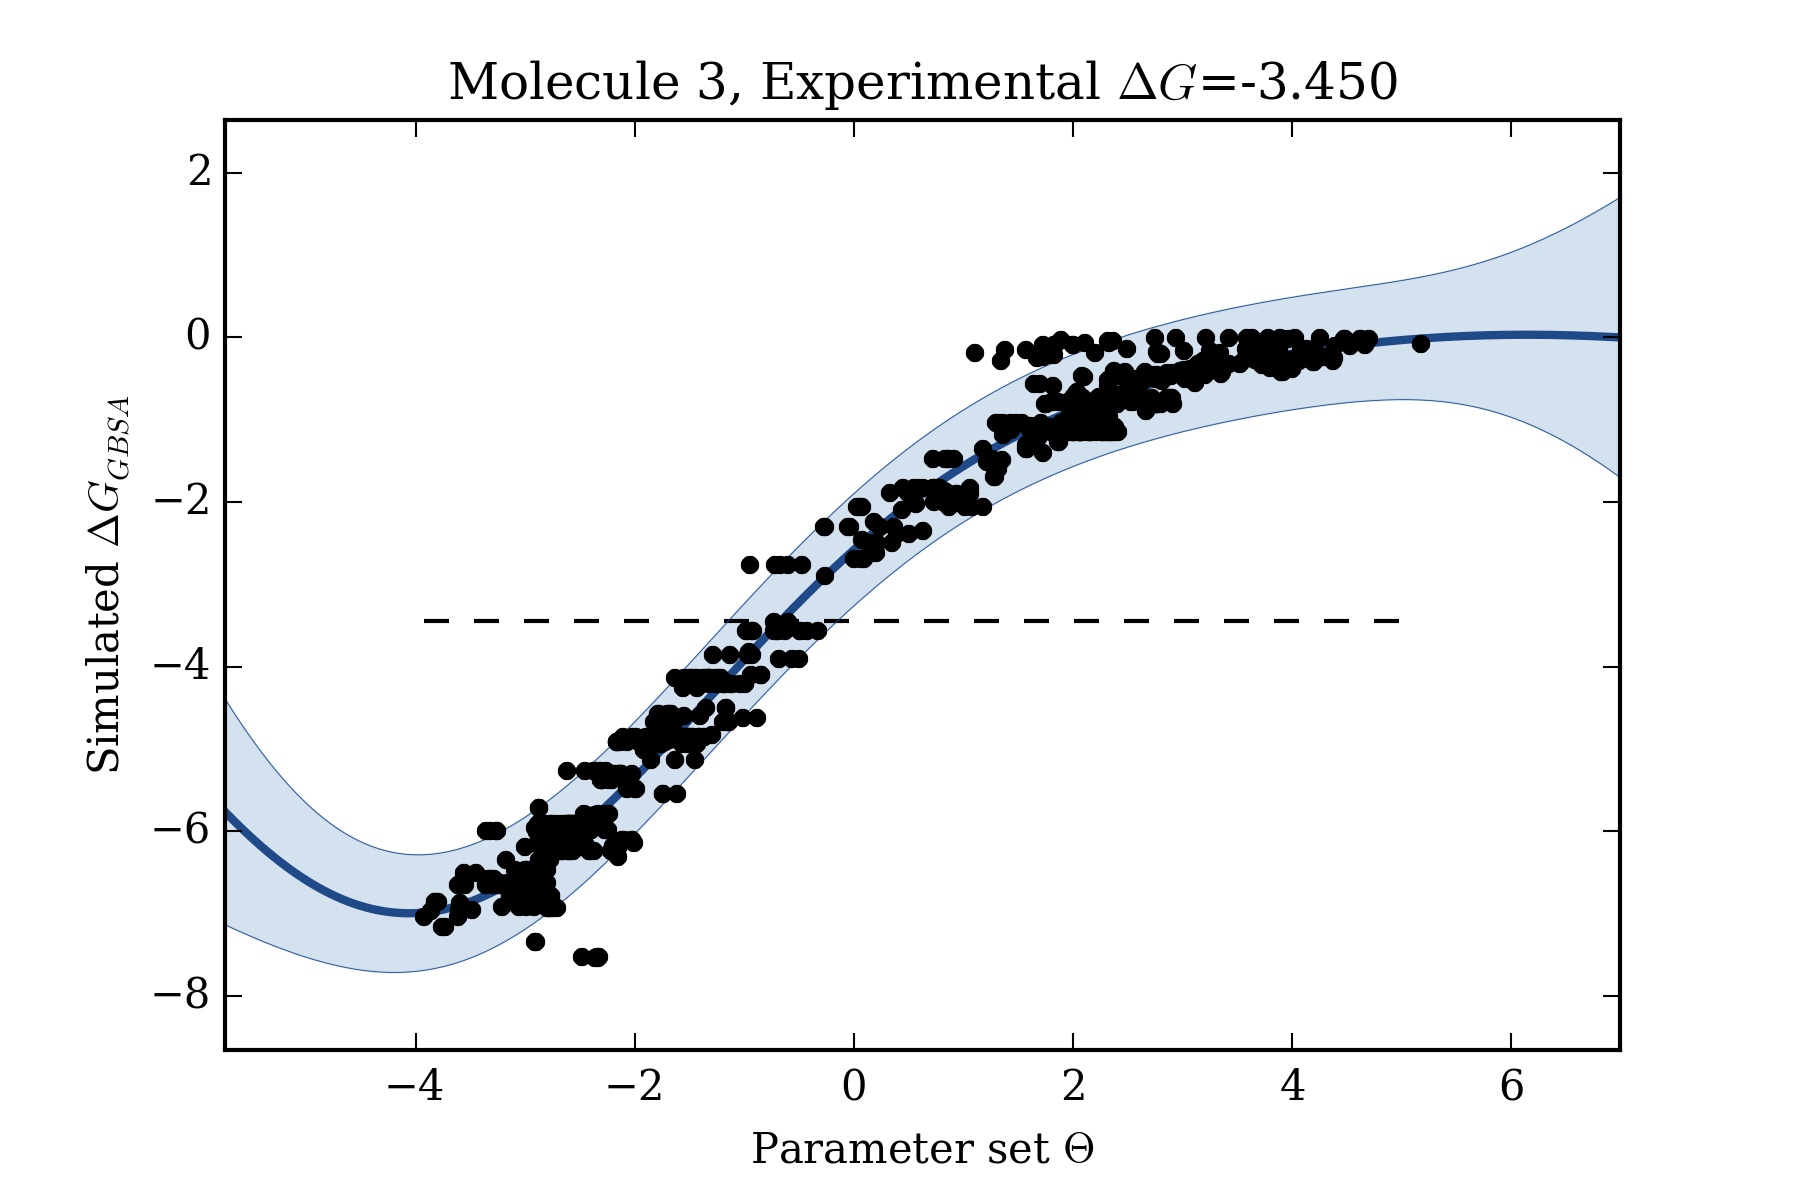 Molecule 3, Experimental ΔG=-3.450
2
0
−2
−4
−6
−8
Simulated ΔG_GBSA
−4 −2 0 2 4 6
Parameter set Θ